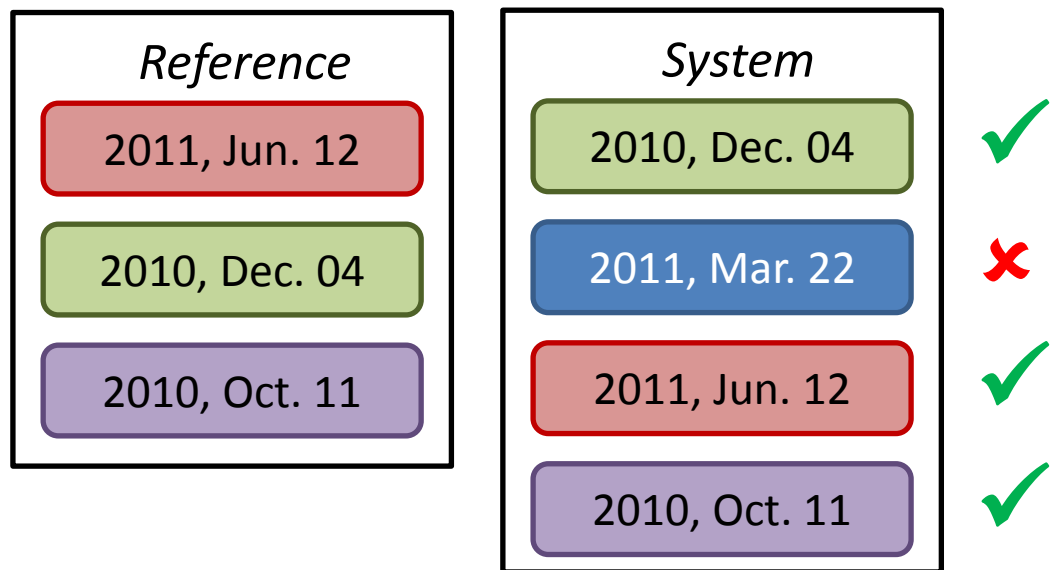 Reference
2011, Jun. 12
2010, Dec. 04
2010, Oct. 11
System
2010, Dec. 04
2011, Mar. 22
2011, Jun. 12
2010, Oct. 11